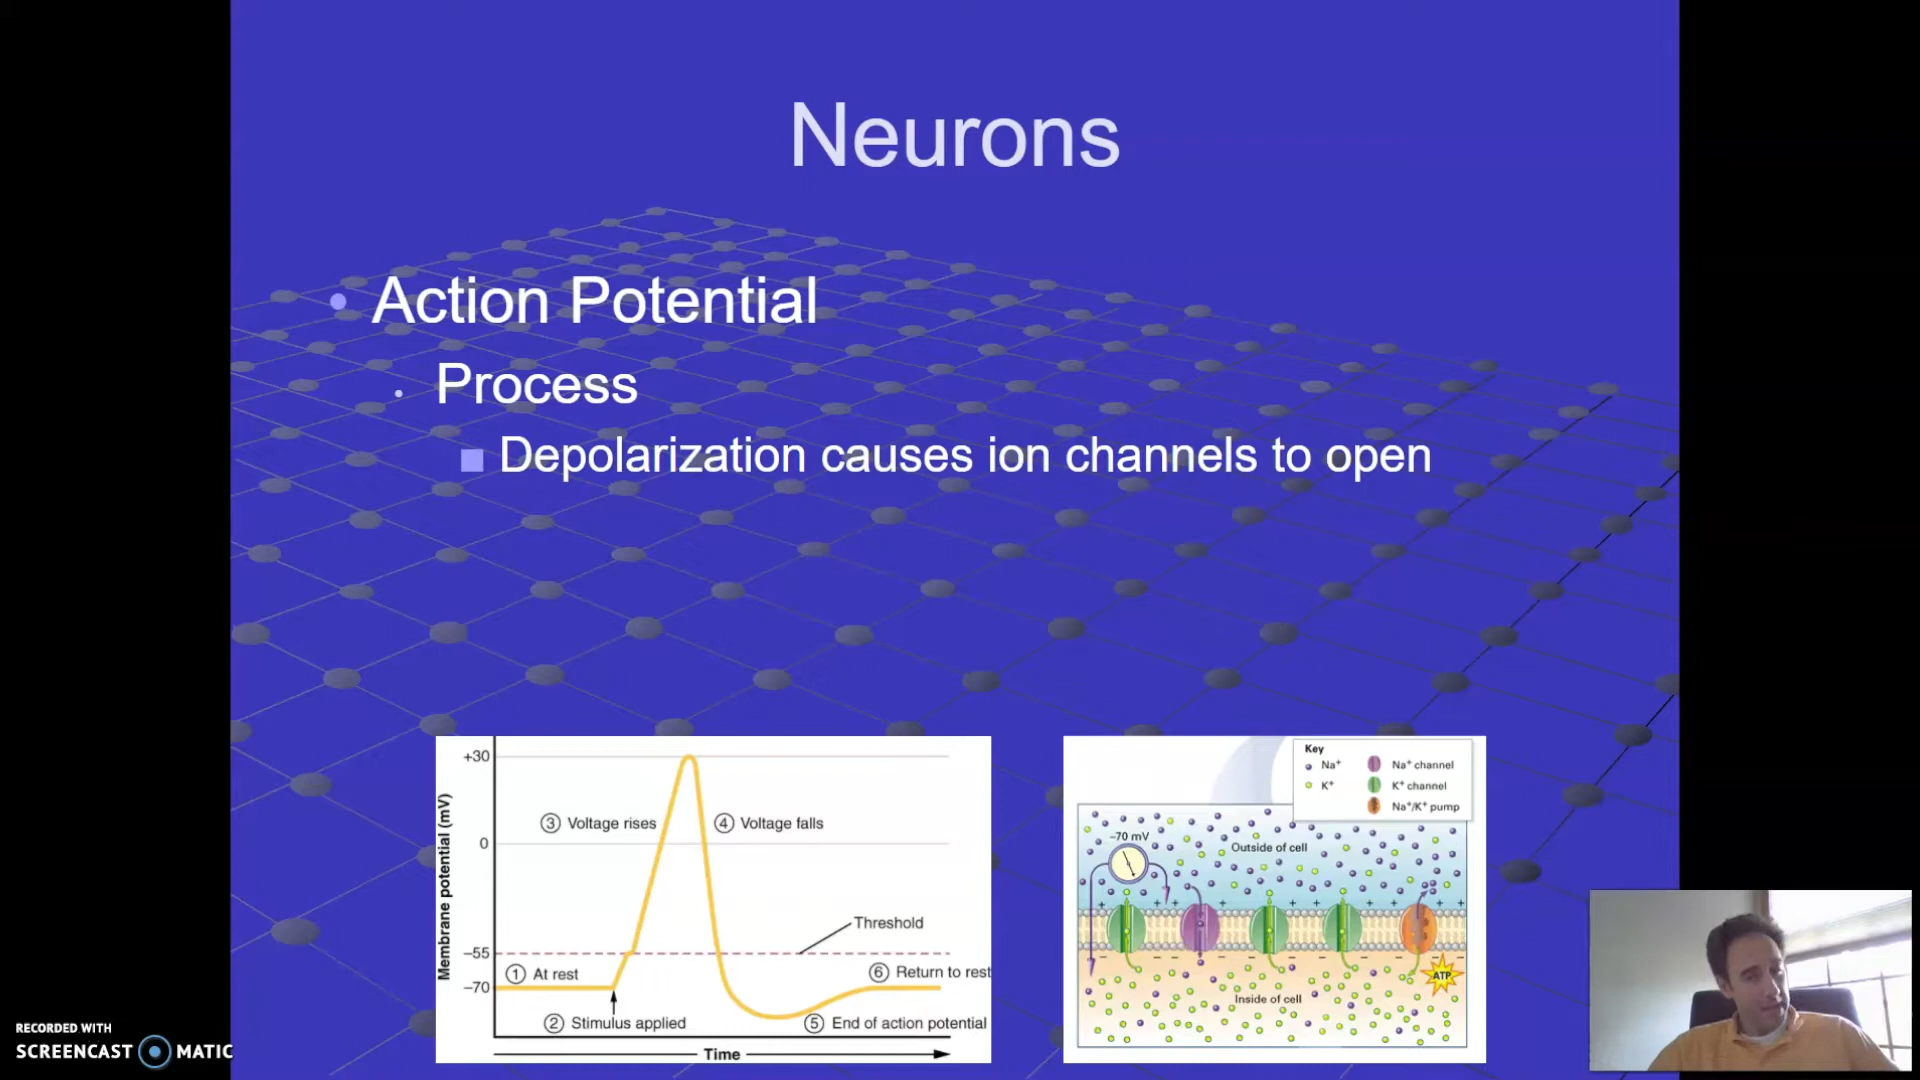 Neurons
Action Potential
Process
Depolarization causes ion channels to open
+30
③ Voltage rises
④ Voltage falls
0
Membrane potential (mV)
Threshold
–55
① At rest
⑥ Return to rest
–70
② Stimulus applied
⑤ End of action potential
Time
Key
Na⁺
Na⁺ channel
K⁺
K⁺ channel
Na⁺/K⁺ pump
–70 mV
Outside of cell
+ + + + + + +
– – – – – –
ATP
Inside of cell
RECORDED WITH
SCREENCAST MATIC